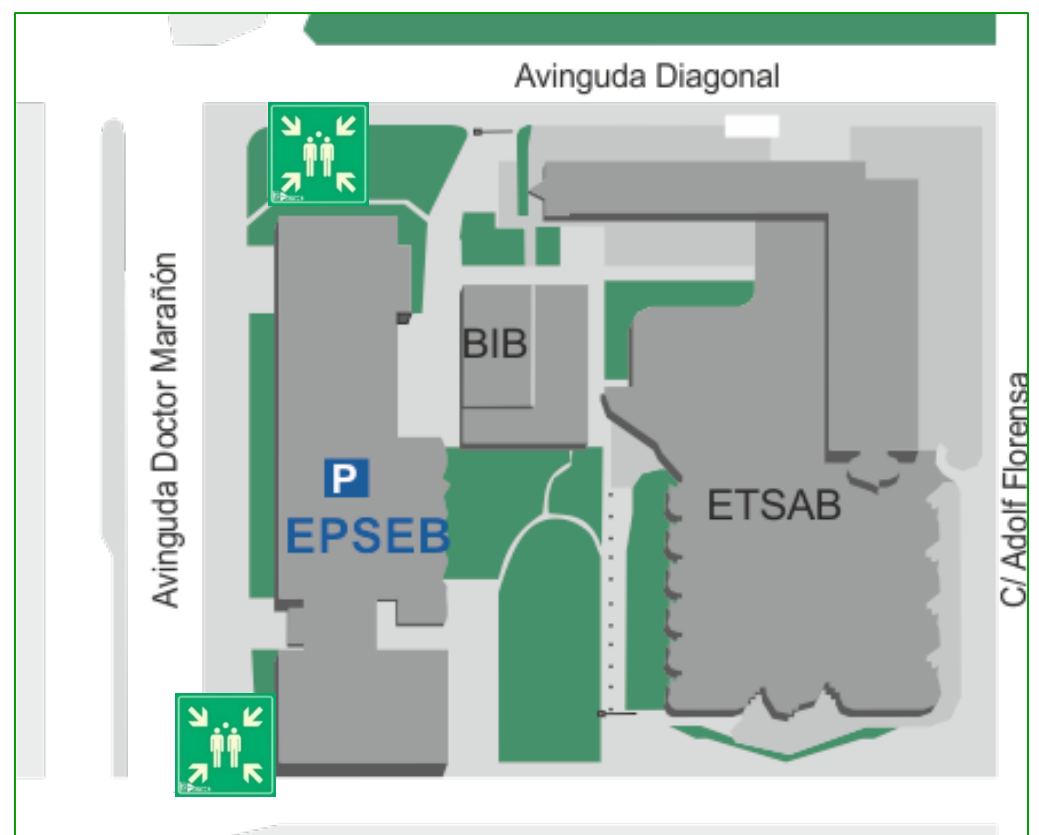 Avinguda Diagonal
Avinguda Doctor Marañón
BIB
P
EPSEB
ETSAB
C/ Adolf Florensa